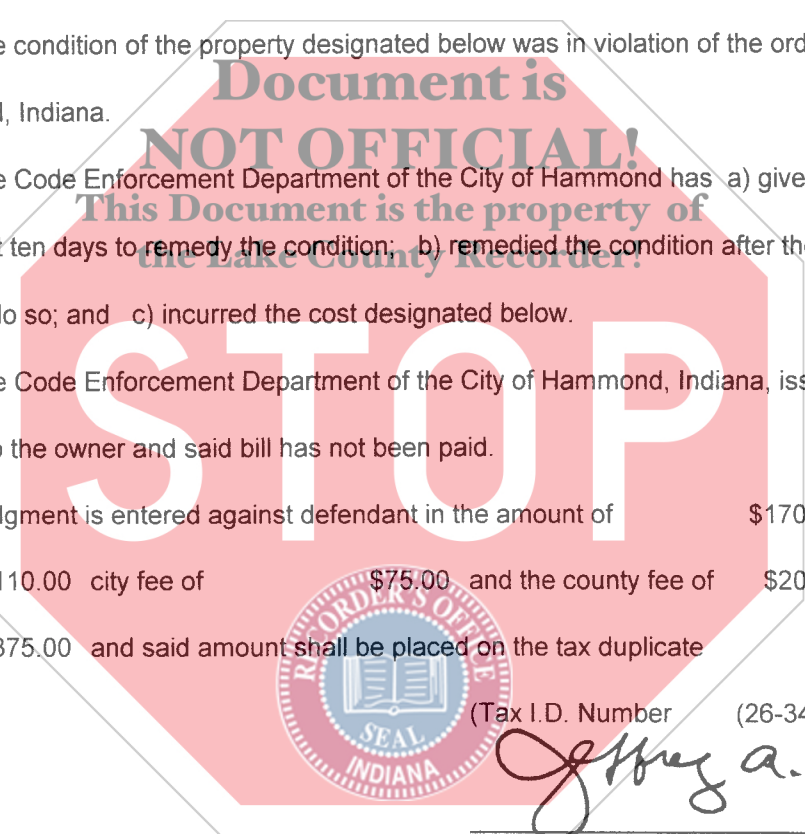 e condition of the property designated below was in violation of the ord
Document is
l, Indiana.
NOT OFFICIAL!
e Code Enforcement Department of the City of Hammond has a) give
This Document is the property of
t ten days to remedy the condition; b) remedied the condition after the
the Lake County Recorder!
do so; and c) incurred the cost designated below.
STOP
e Code Enforcement Department of the City of Hammond, Indiana, iss
o the owner and said bill has not been paid.
dgment is entered against defendant in the amount of $170
110.00 city fee of $75.00 and the county fee of $20
375.00 and said amount shall be placed on the tax duplicate
RECORDER'S OFFICE
SEAL
INDIANA
(Tax I.D. Number (26-34
Jeffrey A.